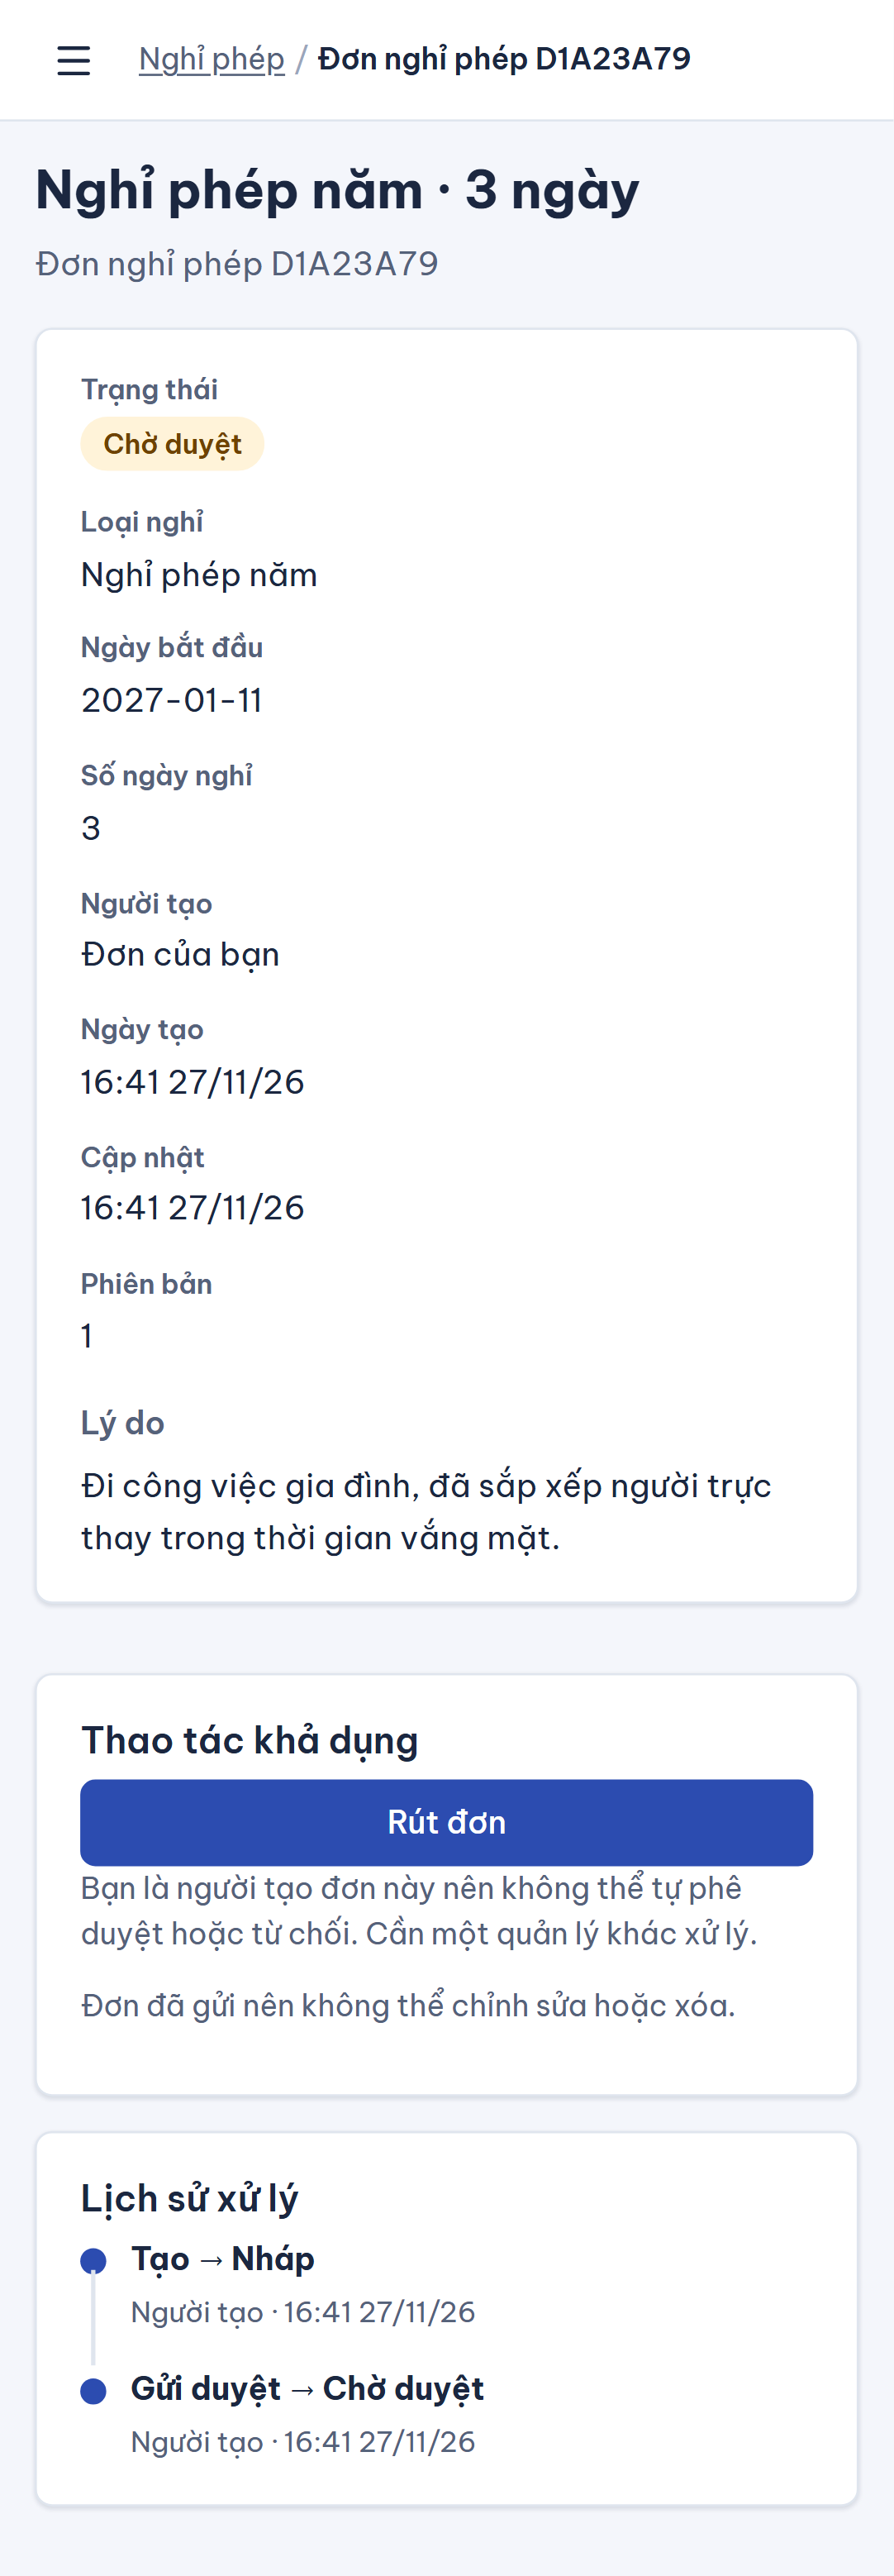 Nghỉ phép / Đơn nghỉ phép D1A23A79
Nghỉ phép năm · 3 ngày
Đơn nghỉ phép D1A23A79
Trạng thái
Chờ duyệt
Loại nghỉ
Nghỉ phép năm
Ngày bắt đầu
2027-01-11
Số ngày nghỉ
3
Người tạo
Đơn của bạn
Ngày tạo
16:41 27/11/26
Cập nhật
16:41 27/11/26
Phiên bản
1
Lý do
Đi công việc gia đình, đã sắp xếp người trực
thay trong thời gian vắng mặt.
Thao tác khả dụng
Rút đơn
Bạn là người tạo đơn này nên không thể tự phê
duyệt hoặc từ chối. Cần một quản lý khác xử lý.
Đơn đã gửi nên không thể chỉnh sửa hoặc xóa.
Lịch sử xử lý
Tạo → Nháp
Người tạo · 16:41 27/11/26
Gửi duyệt → Chờ duyệt
Người tạo · 16:41 27/11/26